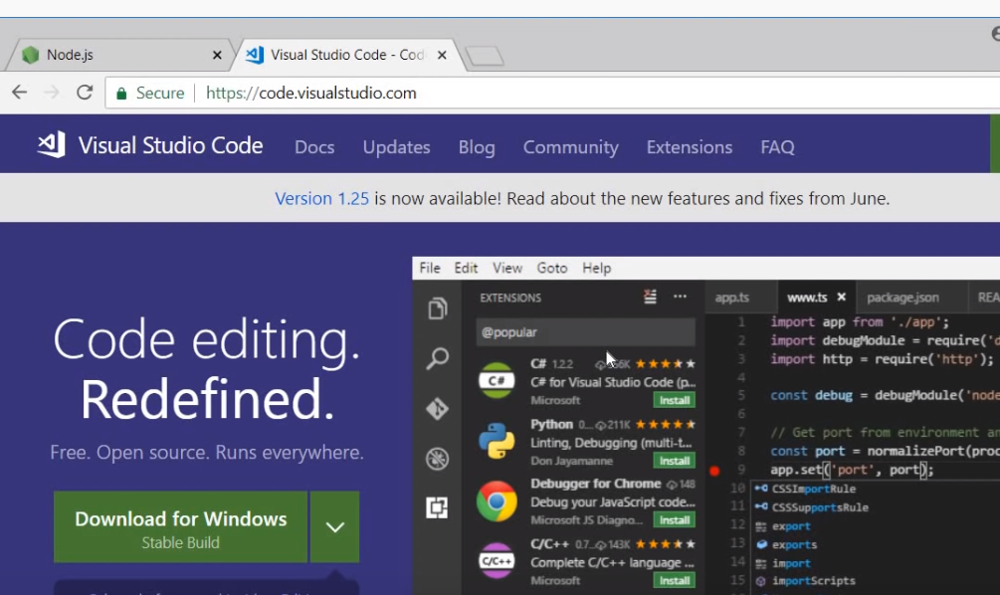 Node.js
Visual Studio Code - Cod
Secure https://code.visualstudio.com
Visual Studio Code Docs Updates Blog Community Extensions FAQ
Version 1.25 is now available! Read about the new features and fixes from June.
Code editing.
Redefined.
Free. Open source. Runs everywhere.
Download for Windows
Stable Build
File Edit View Goto Help
EXTENSIONS
@popular
C# 1.2.2
C# for Visual Studio Code (p...
Microsoft Install
Python 0... 211K
Linting, Debugging (multi-t...
Don Jayamanne Install
Debugger for Chrome 148
Debug your JavaScript code...
Microsoft JS Diagno... Install
C/C++ 0.7... 143K
Complete C/C++ language ...
Microsoft Install
app.ts www.ts package.json REA
1 import app from './app';
2 import debugModule = require('d
3 import http = require('http');
4
5 const debug = debugModule('node
6
7 // Get port from environment an
8 const port = normalizePort(proc
9 app.set('port', port);
10 CSSImportRule
11 CSSSupportsRule
12 export
13 exports
14 import
15 importScripts